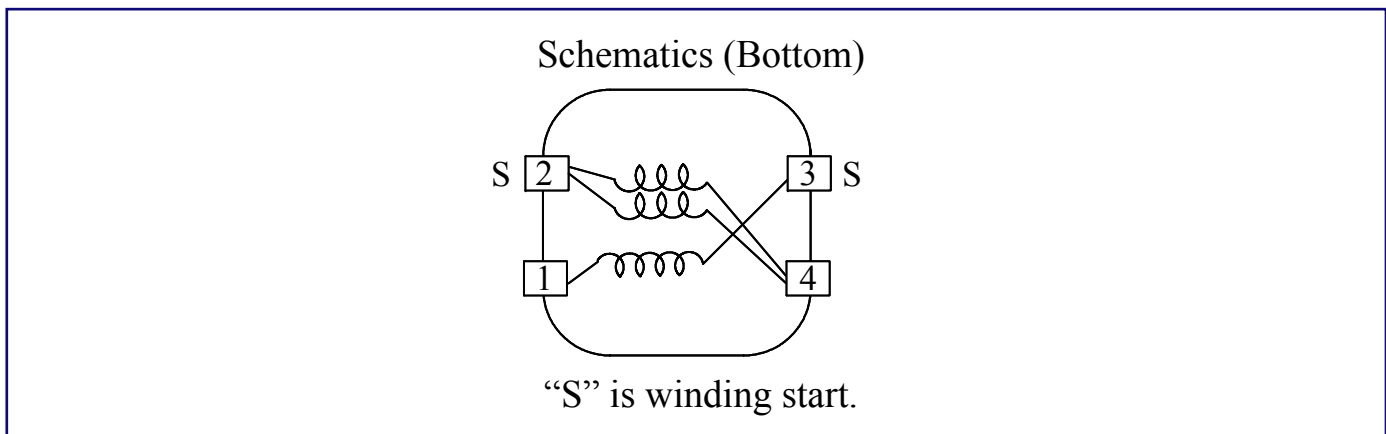 Schematics (Bottom)
S 2 3 S
1 4
“S” is winding start.